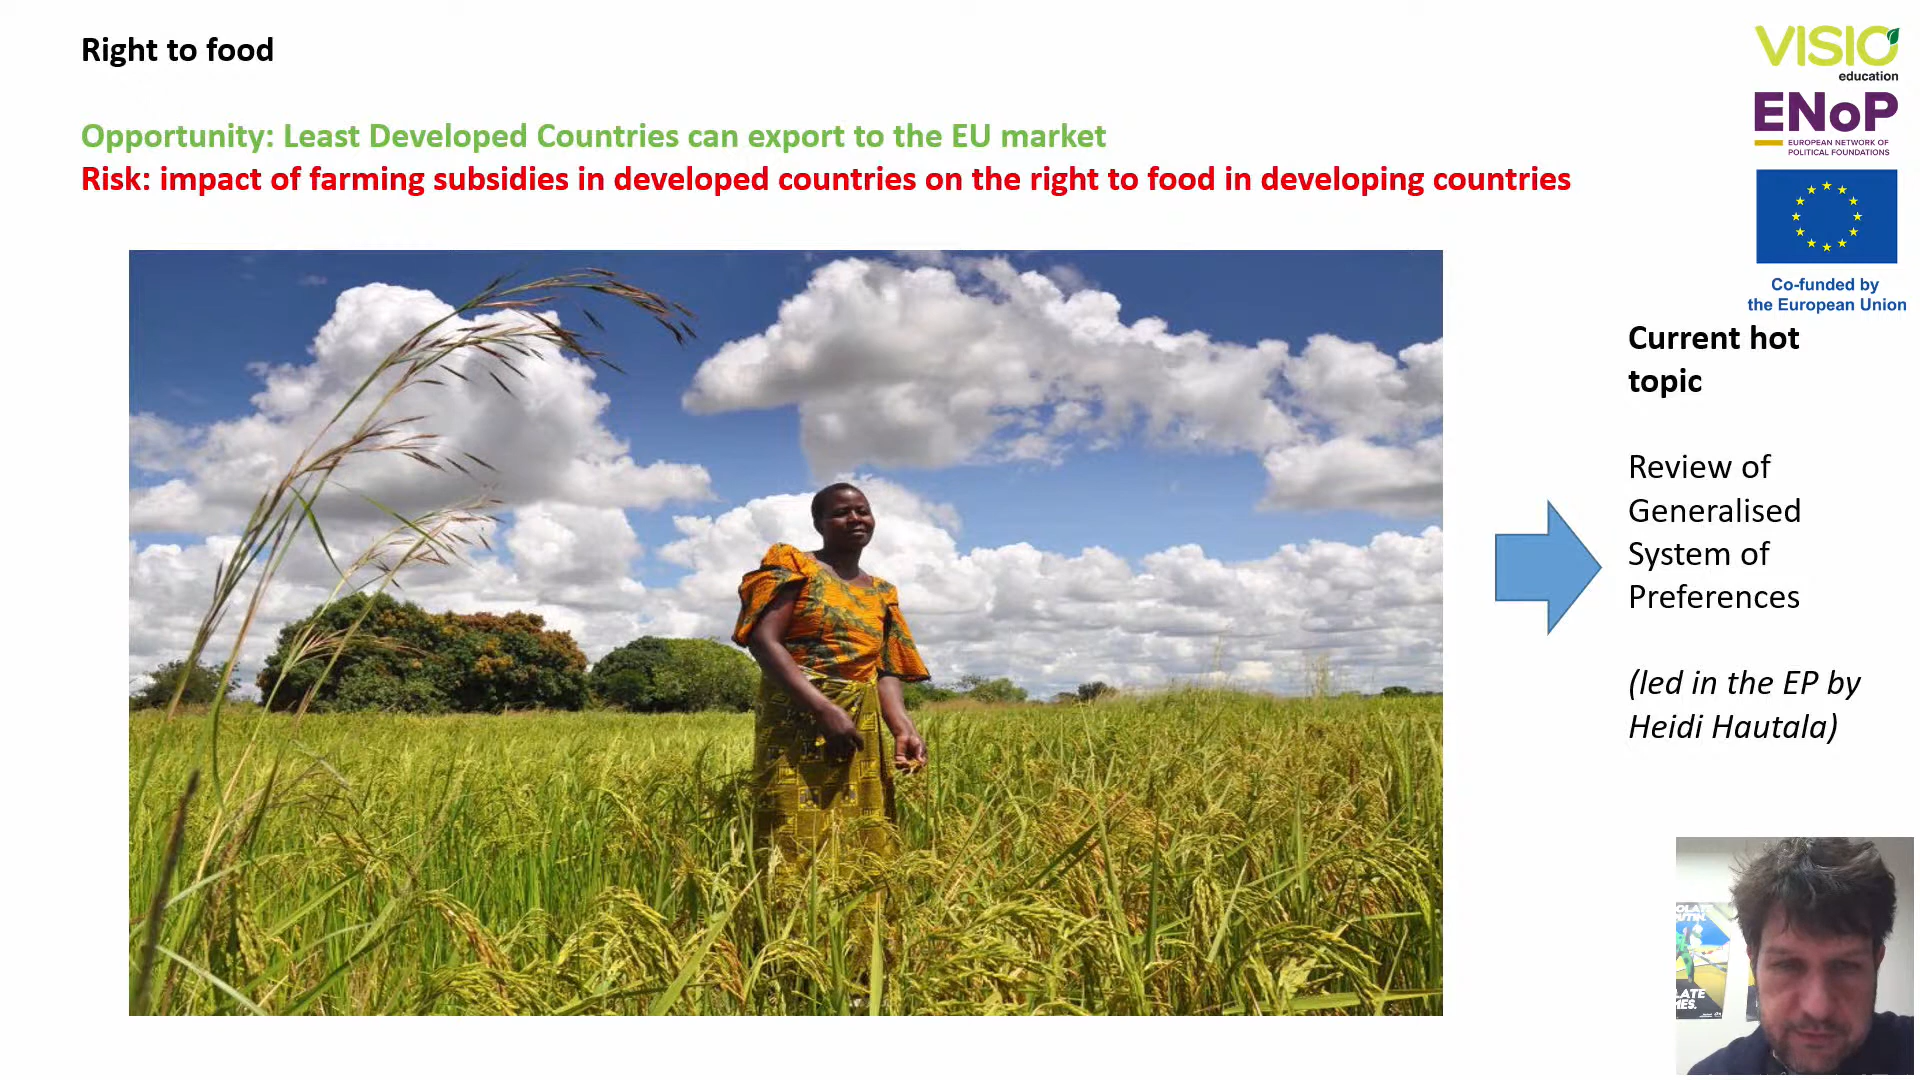 Right to food
Opportunity: Least Developed Countries can export to the EU market
Risk: impact of farming subsidies in developed countries on the right to food in developing countries
VISIO
education
ENoP
EUROPEAN NETWORK OF
POLITICAL FOUNDATIONS
Co-funded by
the European Union
Current hot
topic
Review of
Generalised
System of
Preferences
(led in the EP by
Heidi Hautala)